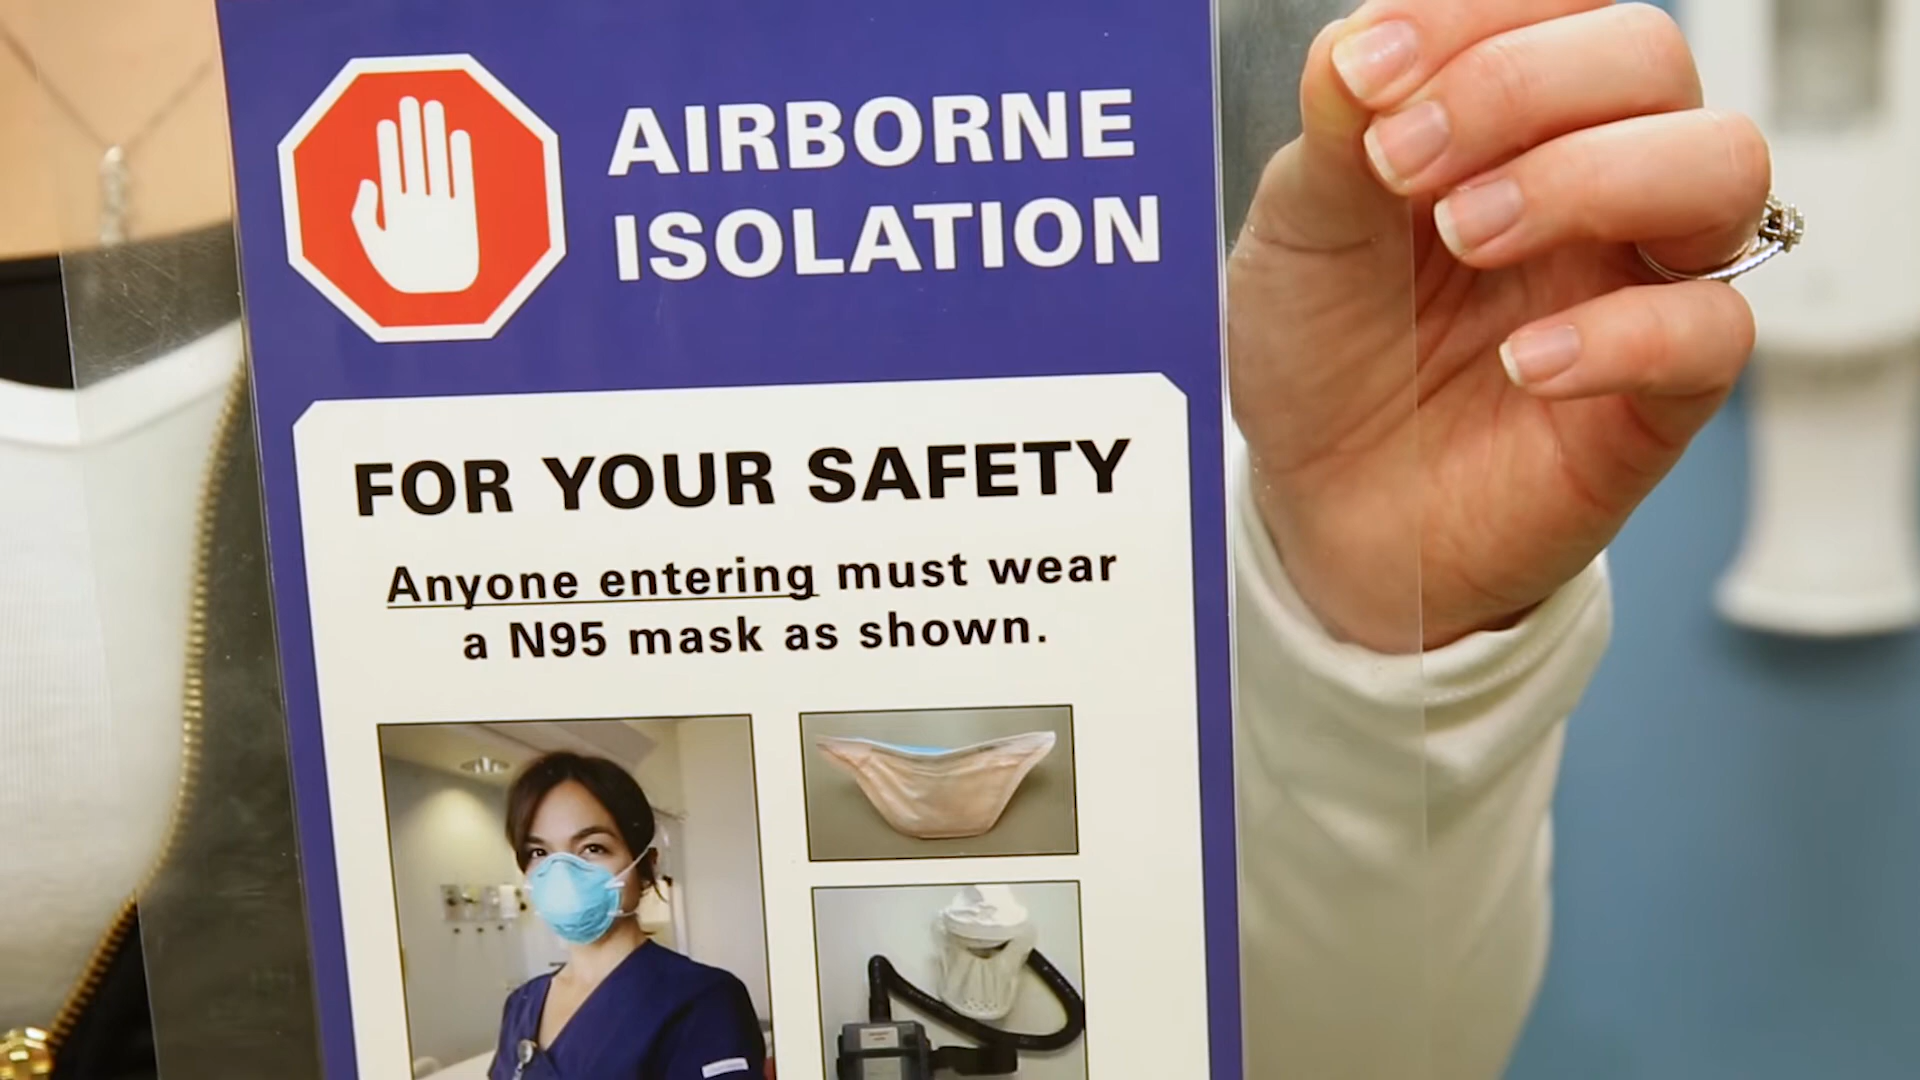 AIRBORNE
ISOLATION
FOR YOUR SAFETY
Anyone entering must wear
a N95 mask as shown.